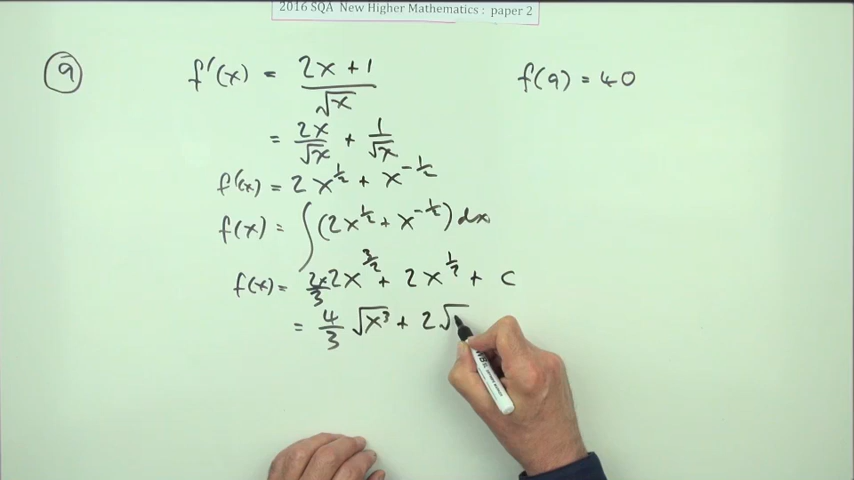 2016 SQA New Higher Mathematics : paper 2
9 f'(x) = (2x + 1)/√x f(9) = 40
= 2x/√x + 1/√x
f'(x) = 2x^(1/2) + x^(-1/2)
f(x) = ∫(2x^(1/2) + x^(-1/2)) dx
f(x) = 2/3 × 2x^(3/2) + 2x^(1/2) + C
= 4/3 √x³ + 2√